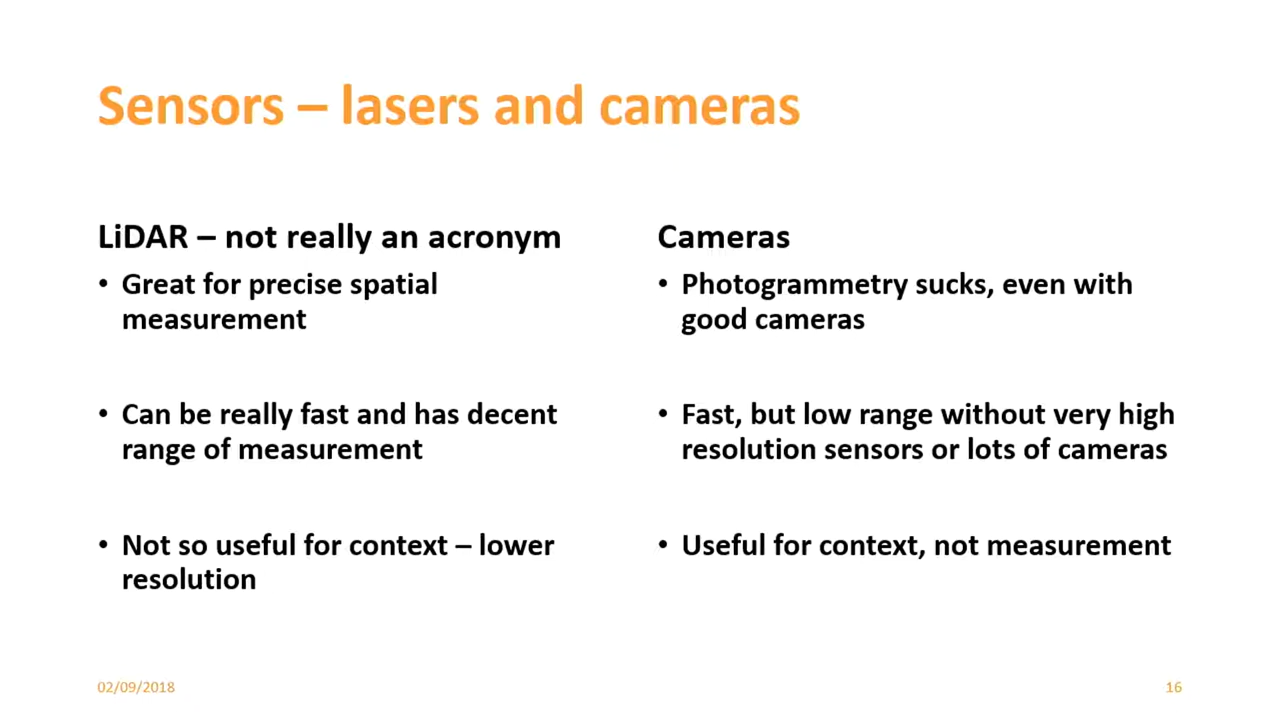 Sensors – lasers and cameras
LiDAR – not really an acronym
• Great for precise spatial
measurement
• Can be really fast and has decent
range of measurement
• Not so useful for context – lower
resolution
Cameras
• Photogrammetry sucks, even with
good cameras
• Fast, but low range without very high
resolution sensors or lots of cameras
• Useful for context, not measurement
02/09/2018
16